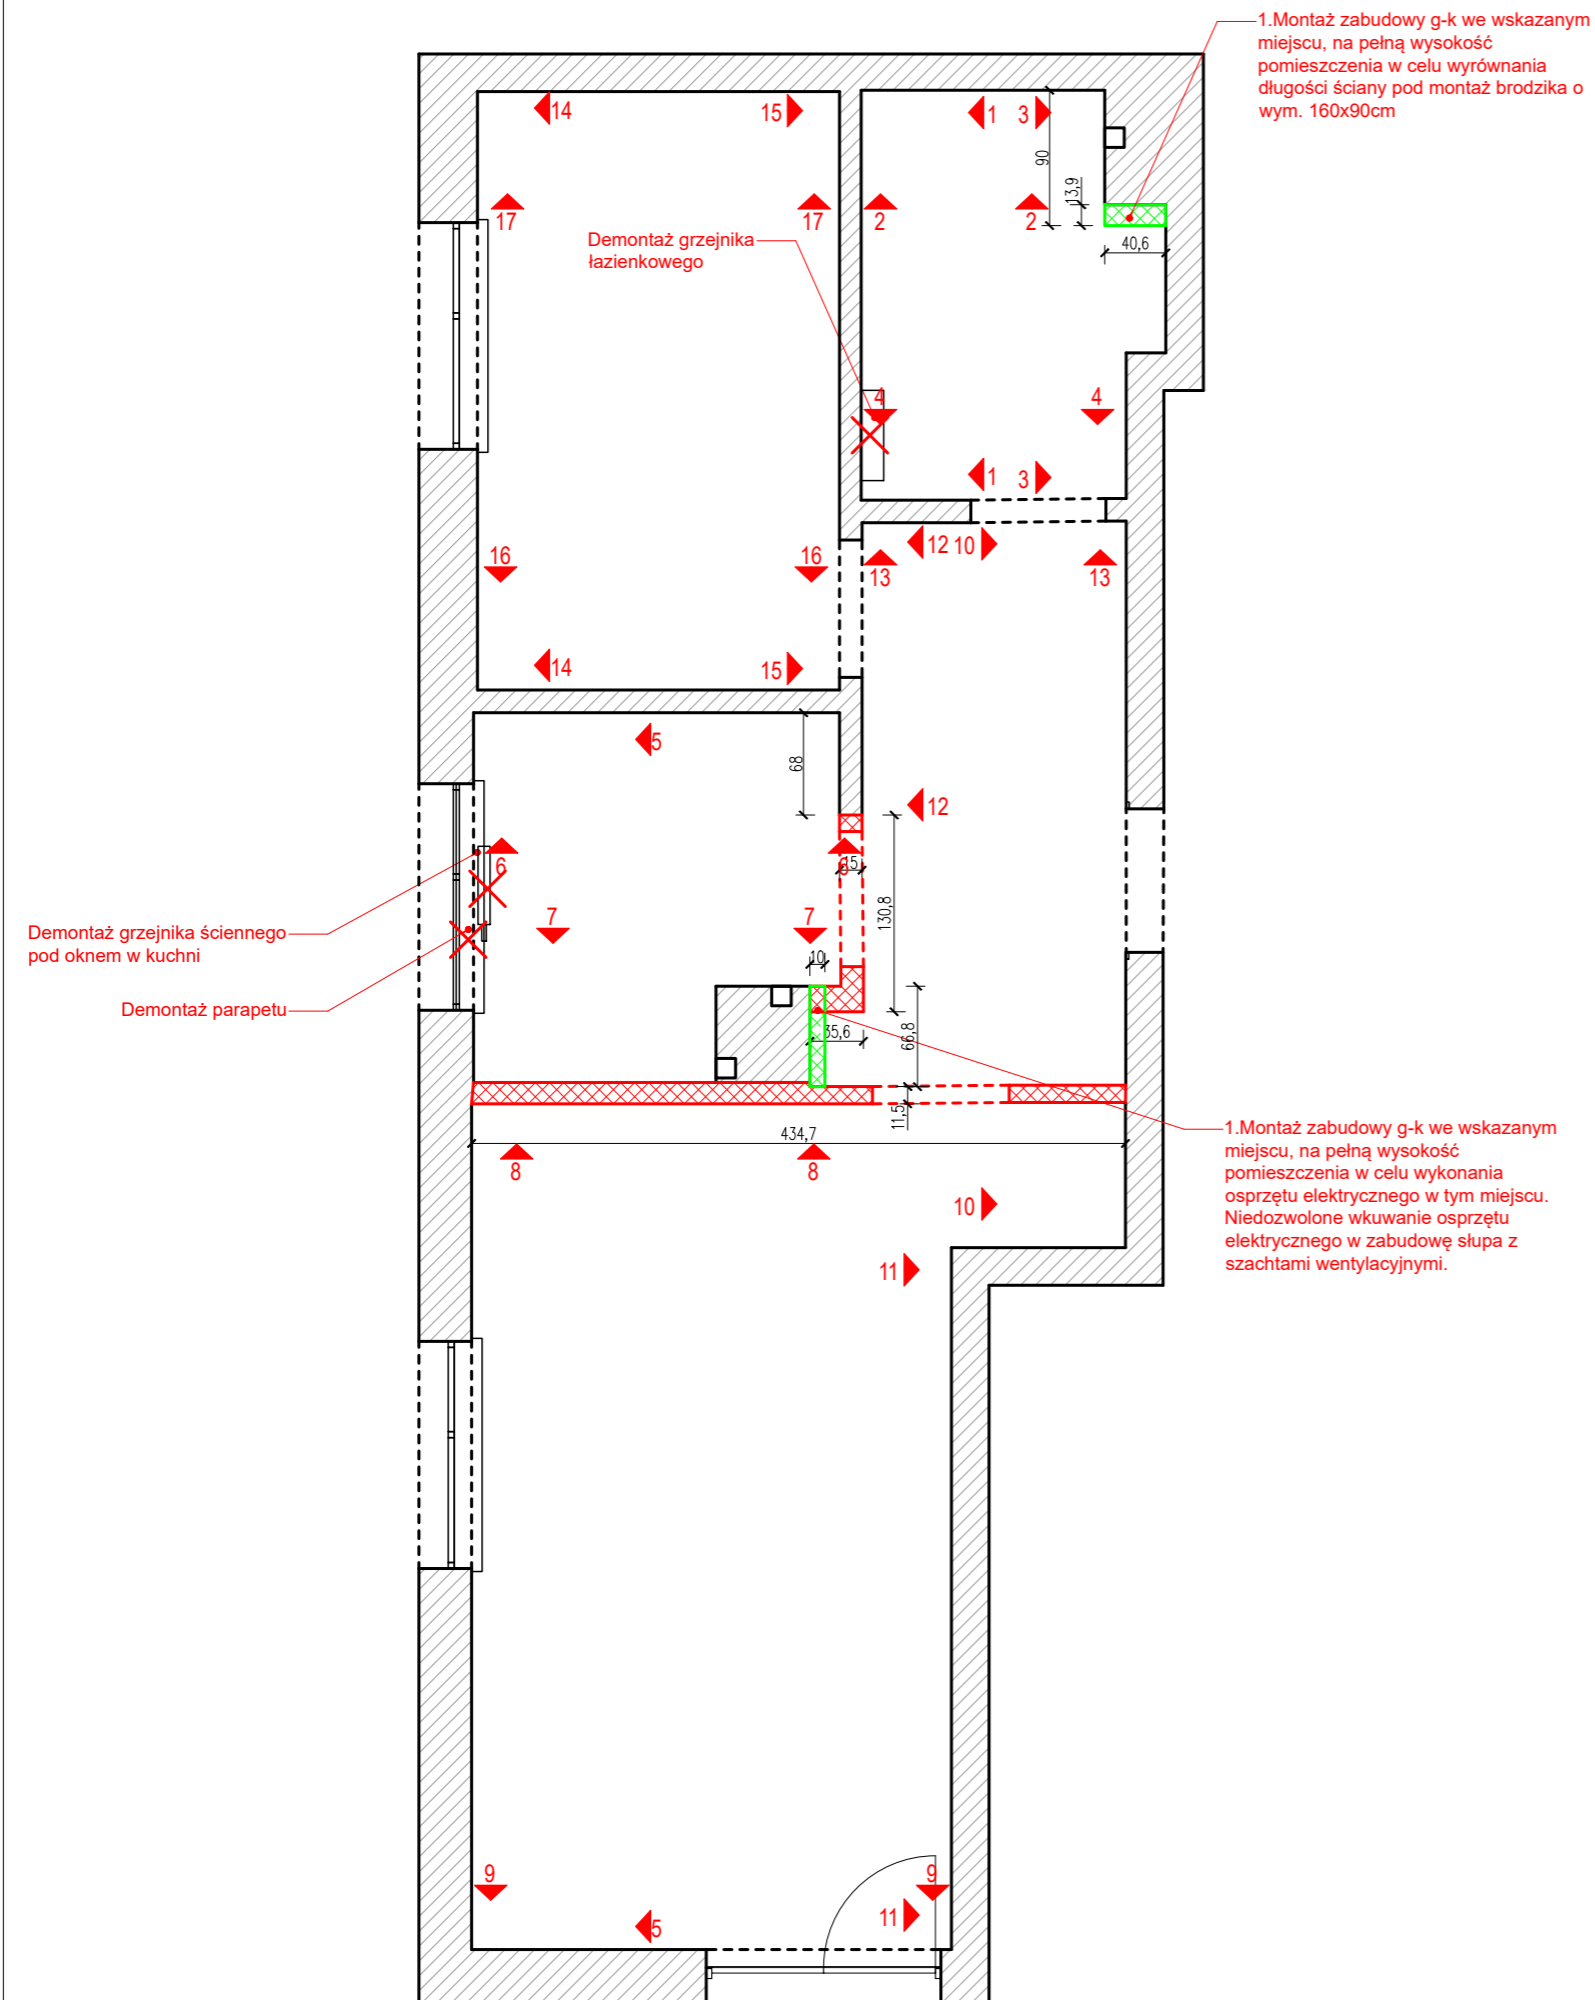 1.Montaż zabudowy g-k we wskazanym
miejscu, na pełną wysokość
pomieszczenia w celu wyrównania
długości ściany pod montaż brodzika o
wym. 160x90cm
14
15
1
3
90
13,9
17
17
2
2
40,6
Demontaż grzejnika
łazienkowego
4
4
1
3
12
10
16
16
13
13
14
15
5
68
12
6
6
15
130,8
7
7
Demontaż grzejnika ściennego
pod oknem w kuchni
10
Demontaż parapetu
35,6
66,8
11,5
434,7
8
8
1.Montaż zabudowy g-k we wskazanym
miejscu, na pełną wysokość
pomieszczenia w celu wykonania
osprzętu elektrycznego w tym miejscu.
Niedozwolone wkuwanie osprzętu
elektrycznego w zabudowę słupa z
szachtami wentylacyjnymi.
10
11
9
9
11
5